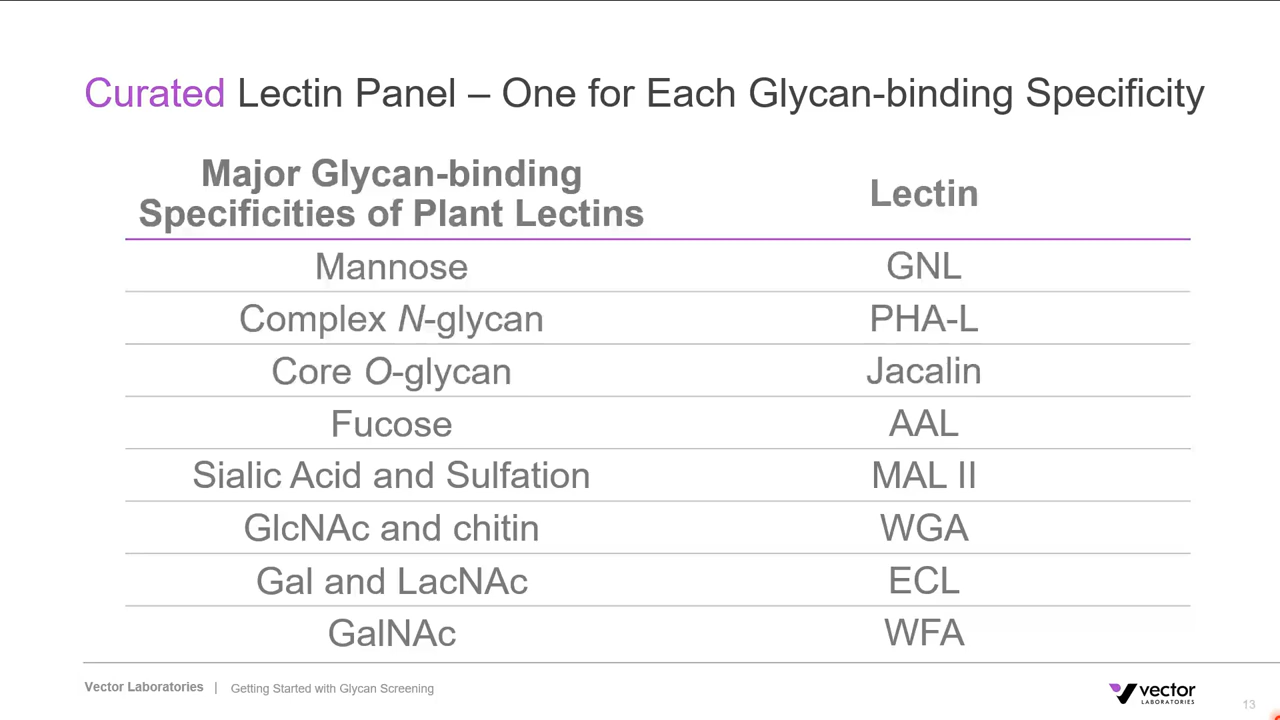 Curated Lectin Panel – One for Each Glycan-binding Specificity
Major Glycan-binding
Specificities of Plant Lectins
Lectin
Mannose GNL
Complex N-glycan PHA-L
Core O-glycan Jacalin
Fucose AAL
Sialic Acid and Sulfation MAL II
GlcNAc and chitin WGA
Gal and LacNAc ECL
GalNAc WFA
Vector Laboratories | Getting Started with Glycan Screening
vector
LABORATORIES
13